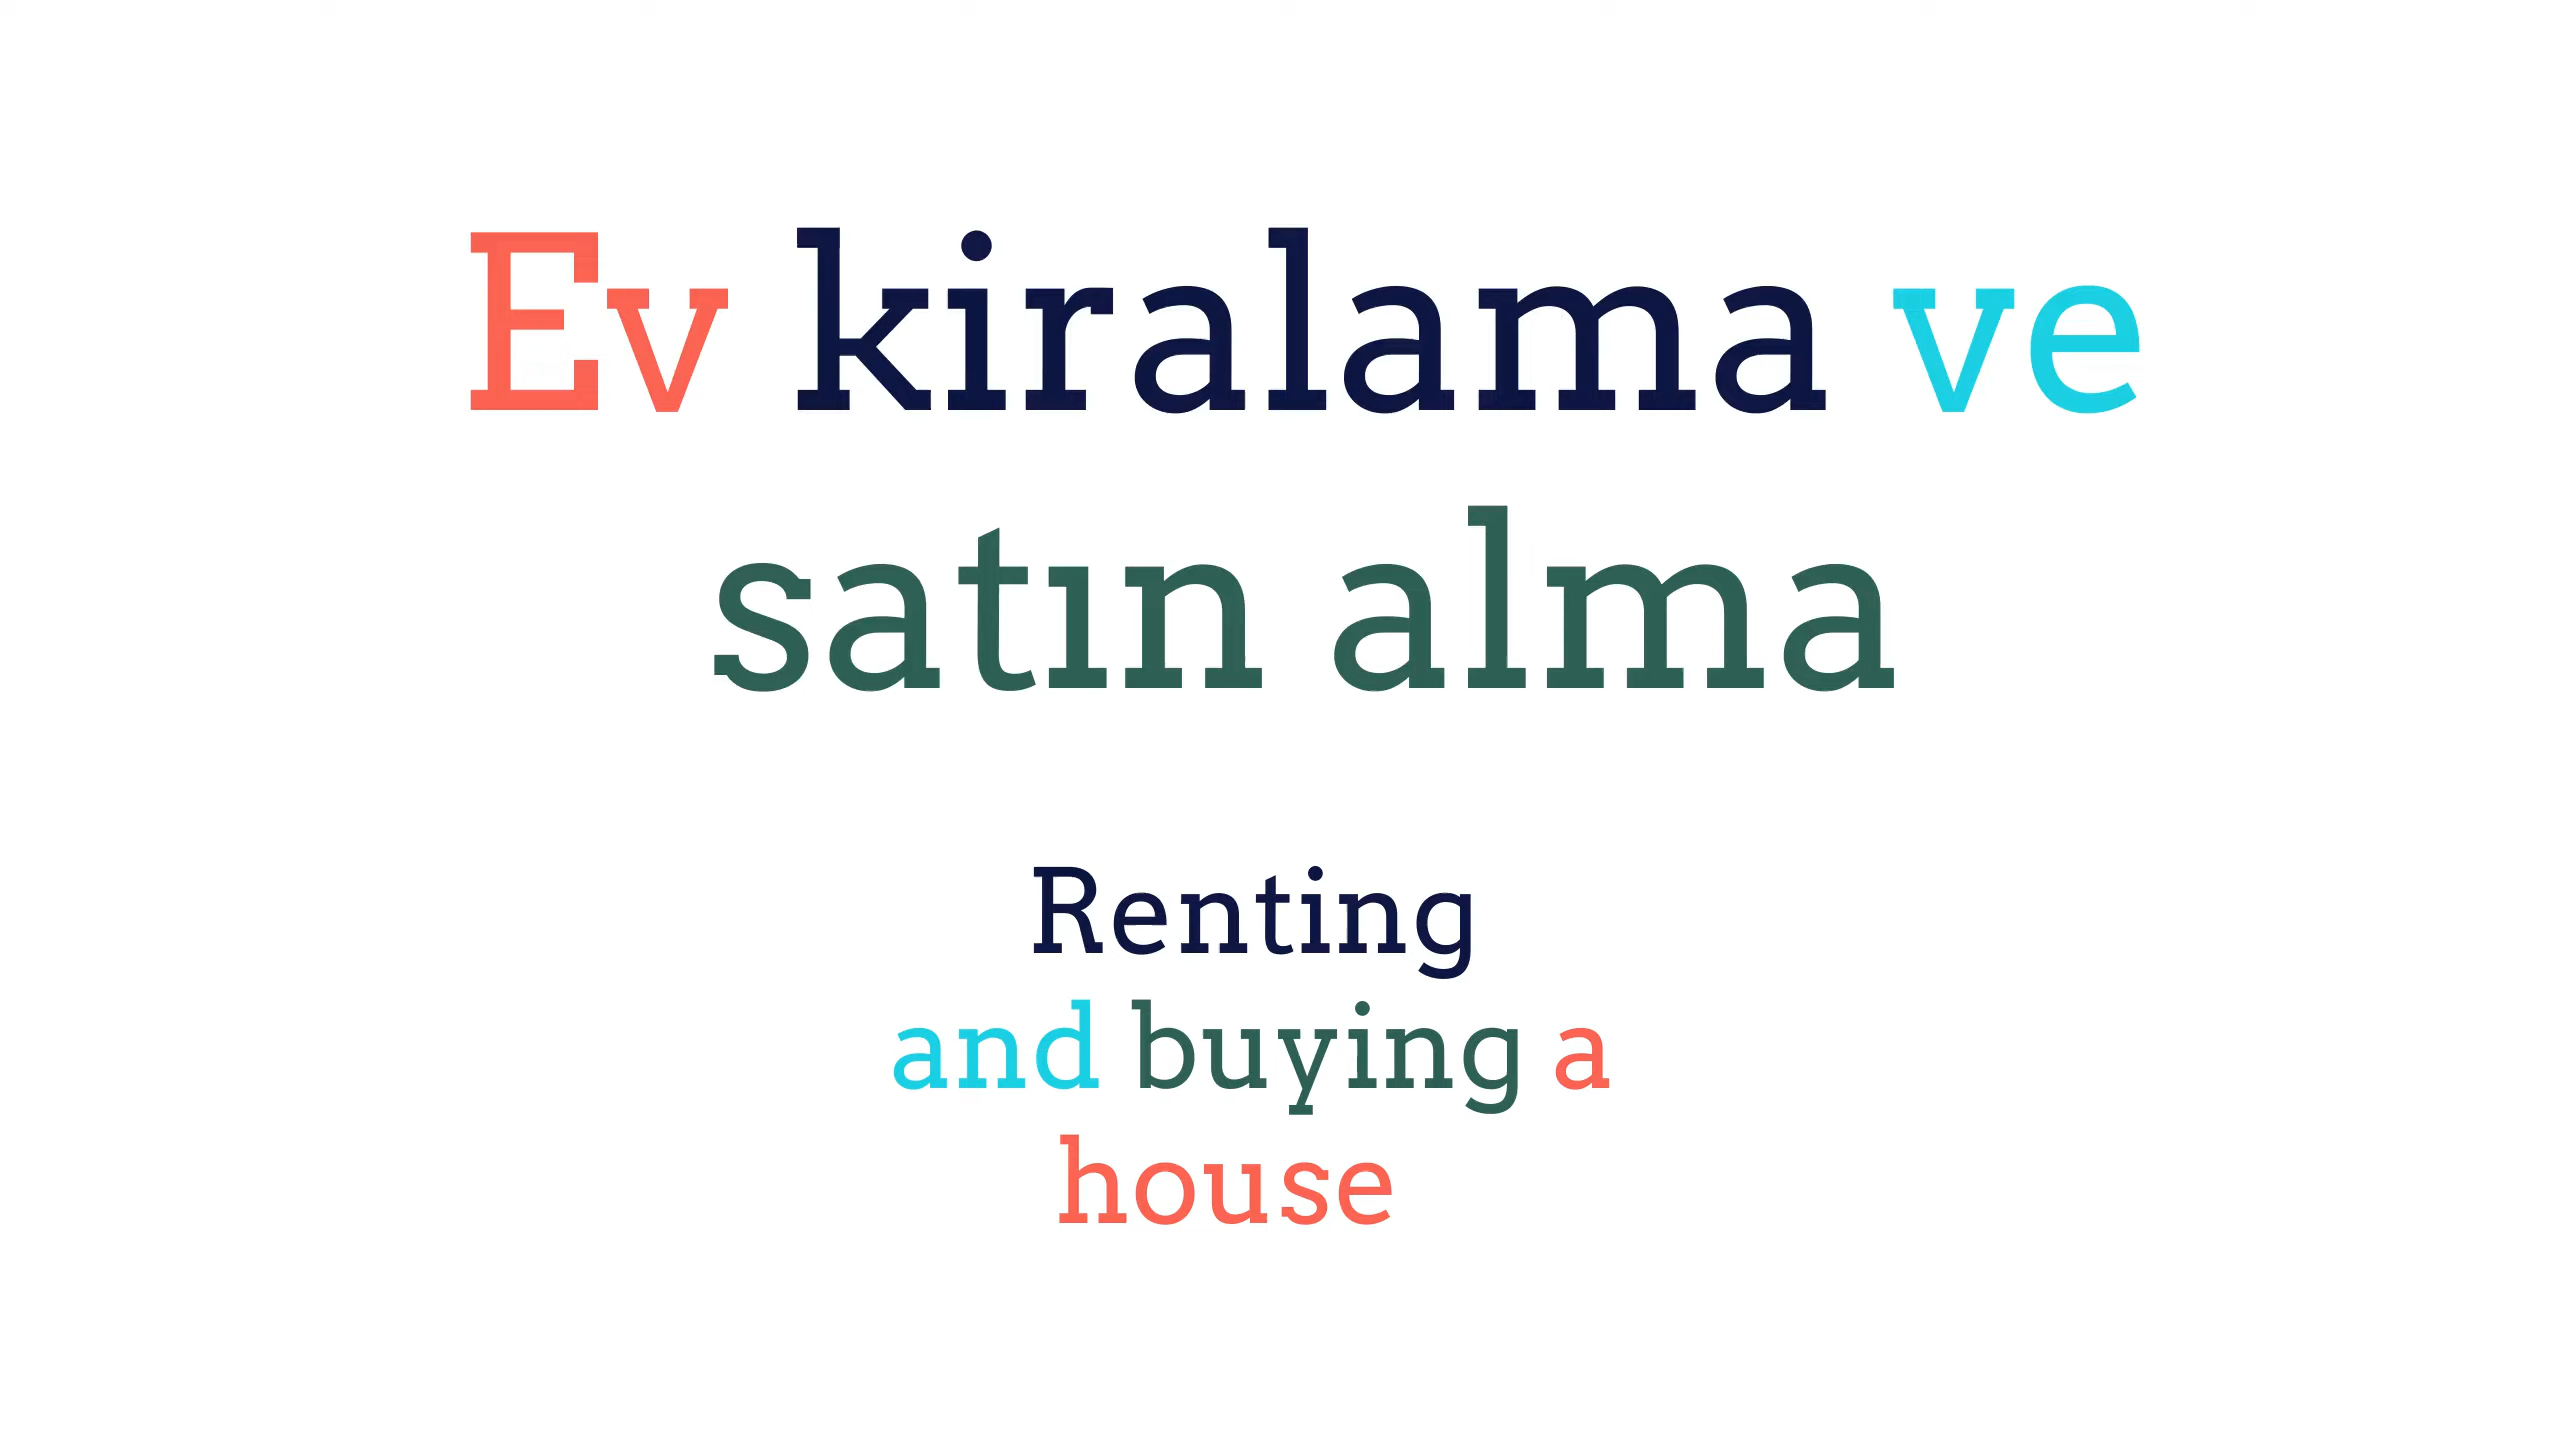 Ev kiralama ve
satın alma
Renting
and buying a
house